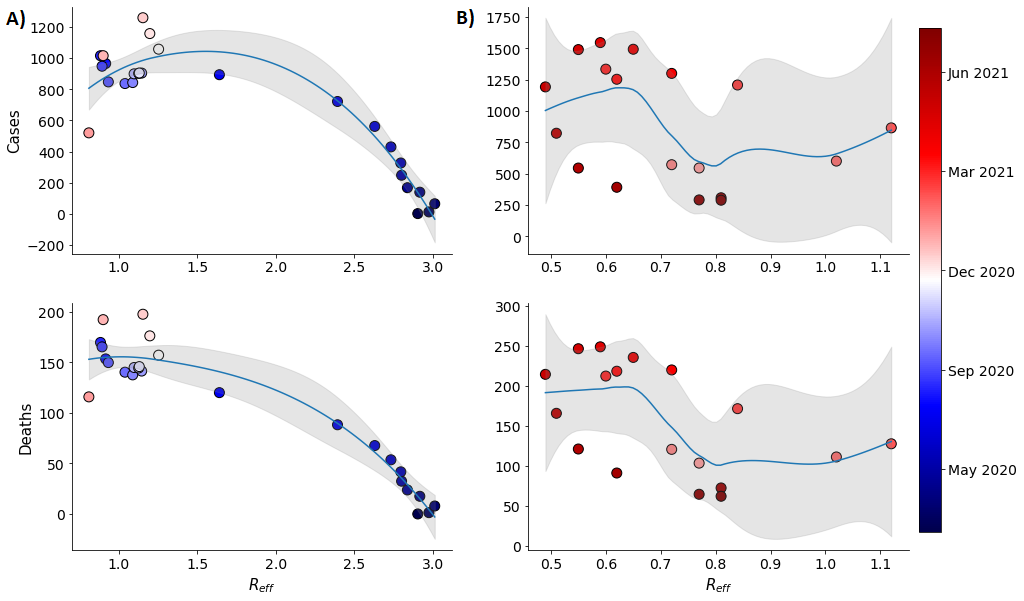 A)
B)
1200
1000
800
600
400
200
0
−200
Cases
1.0 1.5 2.0 2.5 3.0
1750
1500
1250
1000
750
500
250
0
0.5 0.6 0.7 0.8 0.9 1.0 1.1
200
150
100
50
0
Deaths
1.0 1.5 2.0 2.5 3.0
R_eff
300
250
200
150
100
50
0
0.5 0.6 0.7 0.8 0.9 1.0 1.1
R_eff
Jun 2021
Mar 2021
Dec 2020
Sep 2020
May 2020